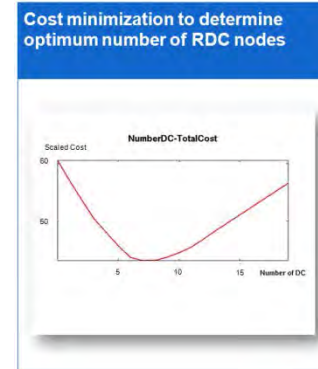 Cost minimization to determine
optimum number of RDC nodes
NumberDC-TotalCost
Scaled Cost
60
50
5 10 15 Number of DC